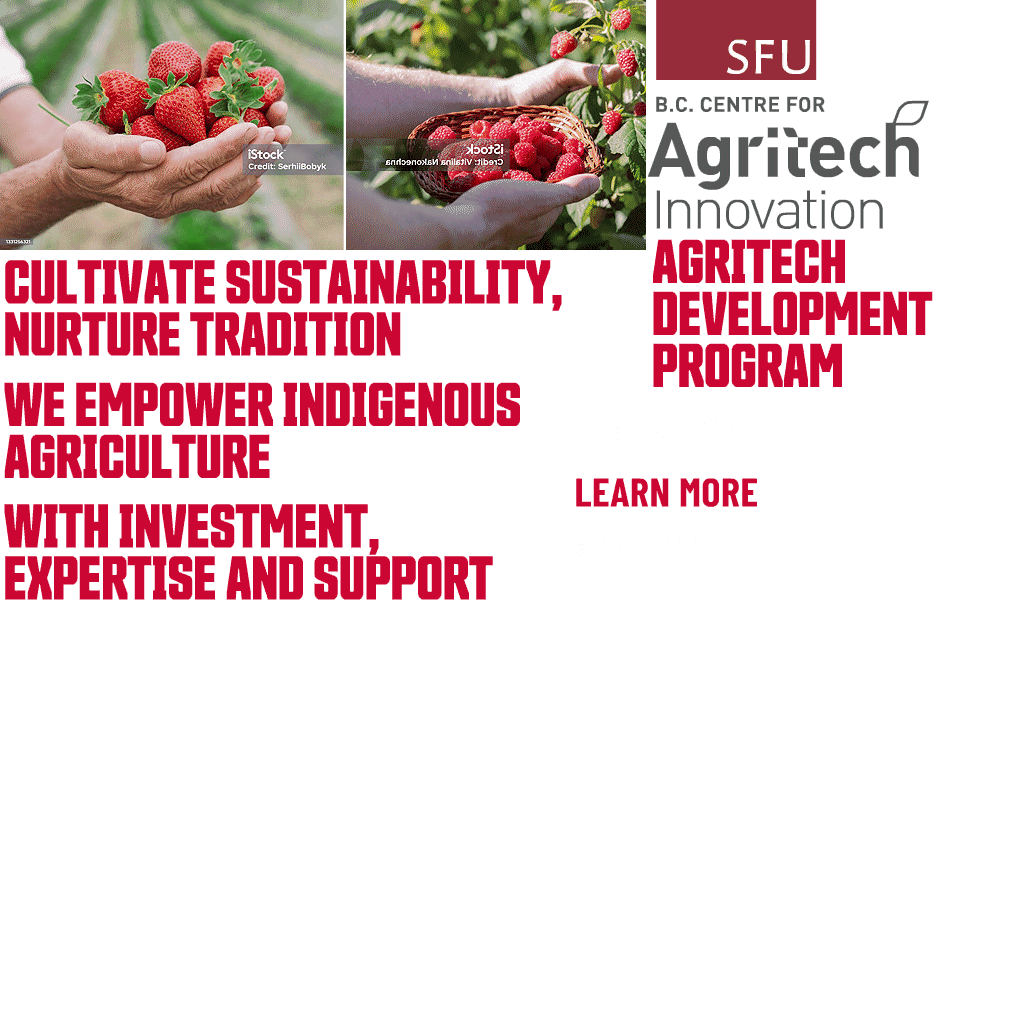 iStock
Credit: SerhiiBobyk
1331256321
iStock
Credit: Vitalina Nakonechna
SFU
B.C. CENTRE FOR
Agritech
Innovation
AGRITECH
DEVELOPMENT
PROGRAM
CULTIVATE SUSTAINABILITY,
NURTURE TRADITION
WE EMPOWER INDIGENOUS
AGRICULTURE
WITH INVESTMENT,
EXPERTISE AND SUPPORT
LEARN MORE